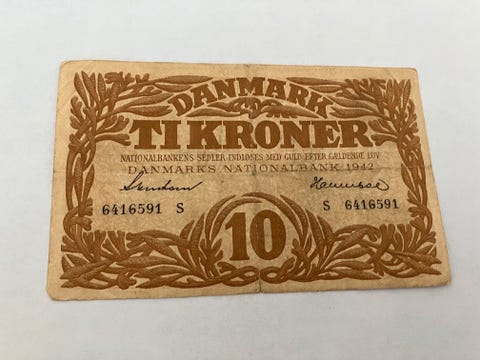 DANMARK
TI KRONER
NATIONALBANKENS SEDLER INDLØSES MED GULD EFTER GÆLDENDE LOV
DANMARKS NATIONALBANK 1942
6416591 S S 6416591
10